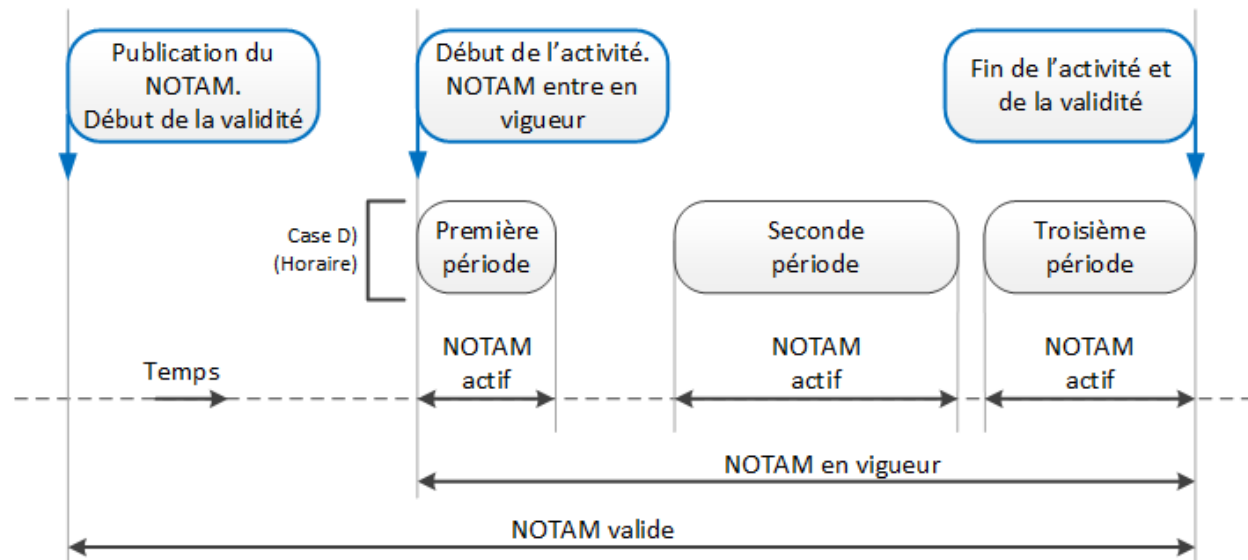 Publication du
NOTAM.
Début de la validité
Début de l’activité.
NOTAM entre en
vigueur
Fin de l’activité et
de la validité
Case D)
(Horaire)
Première
période
Seconde
période
Troisième
période
Temps
NOTAM
actif
NOTAM
actif
NOTAM
actif
NOTAM en vigueur
NOTAM valide